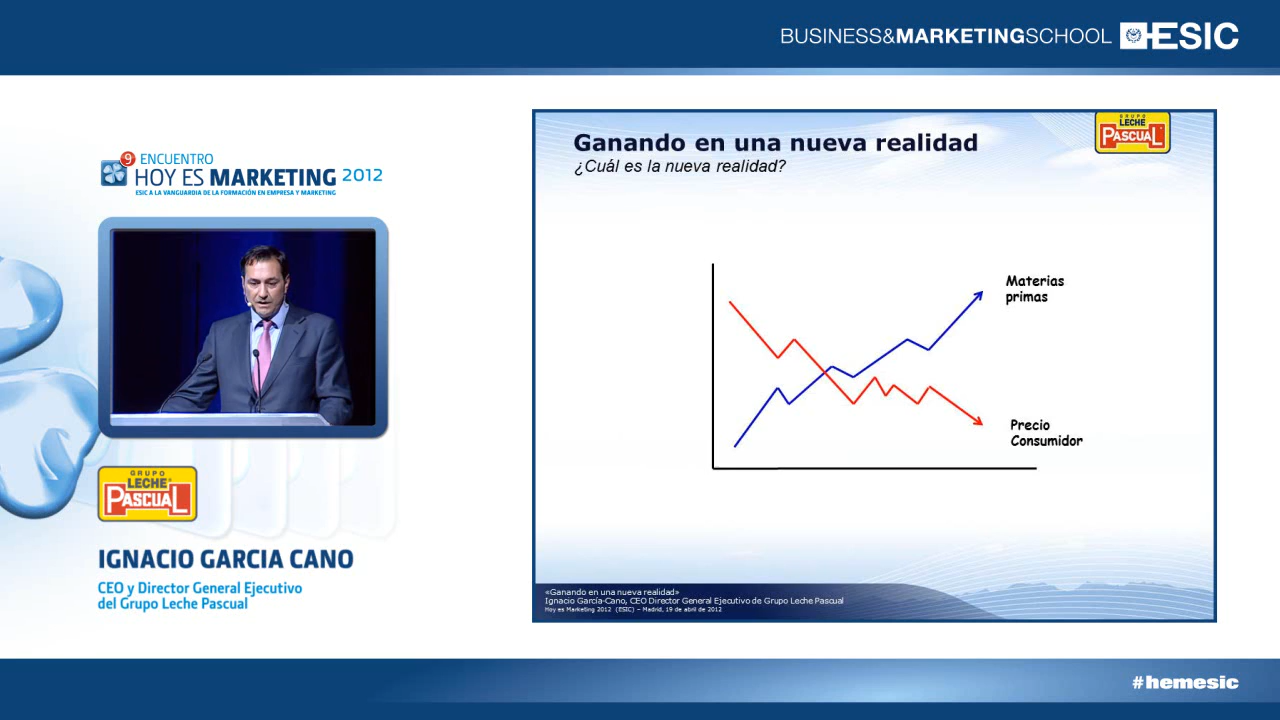 BUSINESS&MARKETINGSCHOOL ESIC
9 ENCUENTRO
HOY ES MARKETING 2012
ESIC A LA VANGUARDIA DE LA FORMACIÓN EN EMPRESA Y MARKETING
GRUPO
LECHE
PASCUAL
IGNACIO GARCIA CANO
CEO y Director General Ejecutivo
del Grupo Leche Pascual
Ganando en una nueva realidad
¿Cuál es la nueva realidad?
GRUPO
LECHE
PASCUAL
Materias
primas
Precio
Consumidor
«Ganando en una nueva realidad»
Ignacio García-Cano, CEO Director General Ejecutivo de Grupo Leche Pascual
Hoy es Marketing 2012 (ESIC) – Madrid, 19 de abril de 2012
#hemesic